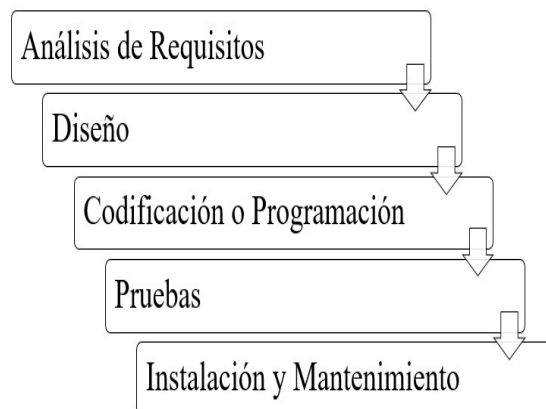 Análisis de Requisitos
Diseño
Codificación o Programación
Pruebas
Instalación y Mantenimiento